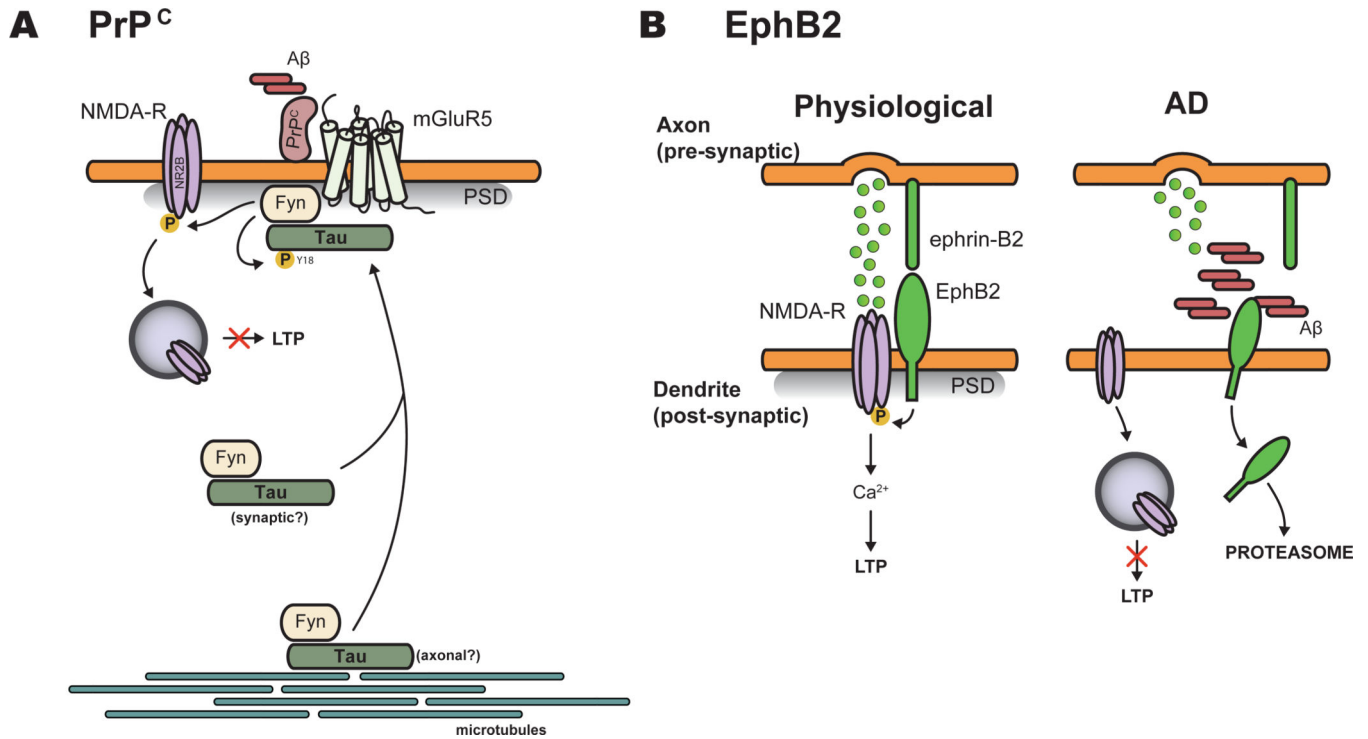 A PrP C
Aβ
NMDA-R
mGluR5
PrPC
NR2B
PSD
Fyn
P
Tau
P Y18
LTP
Fyn
Tau
(synaptic?)
Fyn
Tau (axonal?)
microtubules
B EphB2
Physiological
AD
Axon
(pre-synaptic)
ephrin-B2
EphB2
NMDA-R
Aβ
PSD
Dendrite
(post-synaptic)
P
Ca2+
LTP
PROTEASOME
LTP